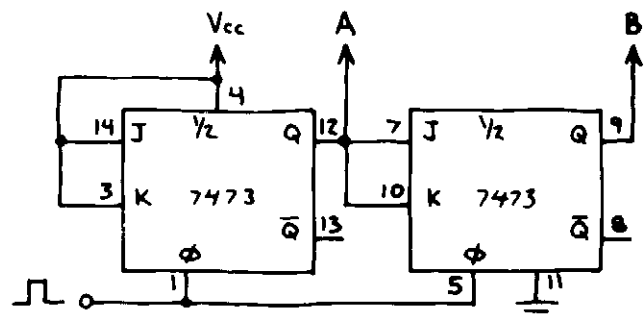 Vcc A B
4
14 J 1/2 Q 12 7 J 1/2 Q 9
3 K 7473 10 K 7473
Q̅ 13 Q̅ 8
ϕ ϕ
1 5 11